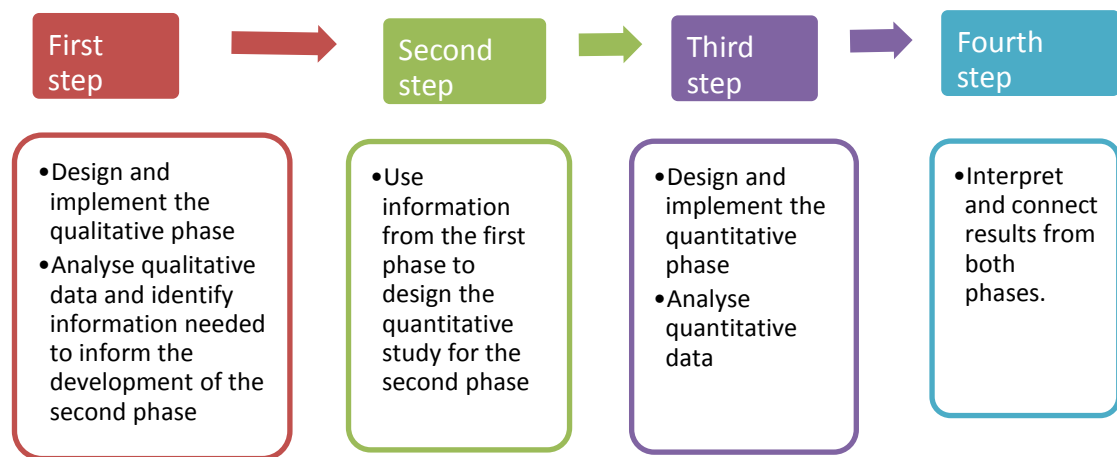 First
step
Second
step
Third
step
Fourth
step
•Design and
implement the
qualitative phase
•Analyse qualitative
data and identify
information needed
to inform the
development of the
second phase
•Use
information
from the first
phase to
design the
quantitative
study for the
second phase
•Design and
implement the
quantitative
phase
•Analyse
quantitative
data
•Interpret
and connect
results from
both
phases.